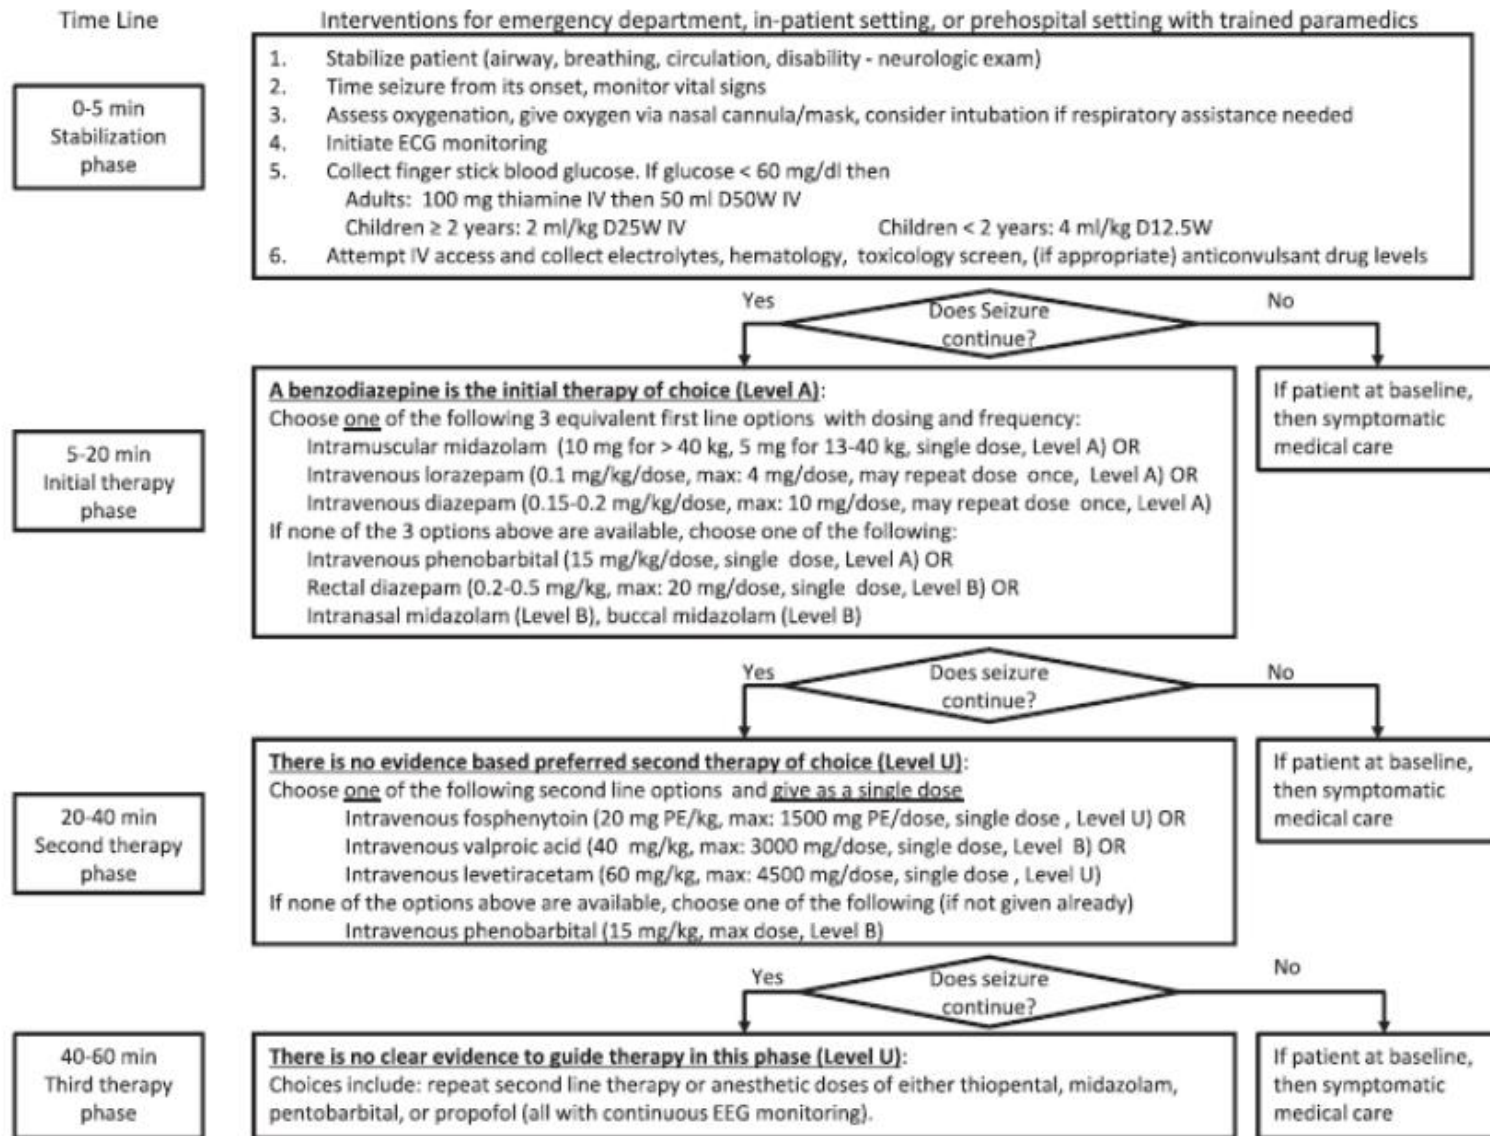 Time Line
Interventions for emergency department, in-patient setting, or prehospital setting with trained paramedics
0-5 min
Stabilization
phase
1. Stabilize patient (airway, breathing, circulation, disability - neurologic exam)
2. Time seizure from its onset, monitor vital signs
3. Assess oxygenation, give oxygen via nasal cannula/mask, consider intubation if respiratory assistance needed
4. Initiate ECG monitoring
5. Collect finger stick blood glucose. If glucose < 60 mg/dl then
Adults: 100 mg thiamine IV then 50 ml D50W IV
Children ≥ 2 years: 2 ml/kg D25W IV Children < 2 years: 4 ml/kg D12.5W
6. Attempt IV access and collect electrolytes, hematology, toxicology screen, (if appropriate) anticonvulsant drug levels
Yes
Does Seizure
continue?
No
5-20 min
Initial therapy
phase
A benzodiazepine is the initial therapy of choice (Level A):
Choose one of the following 3 equivalent first line options with dosing and frequency:
Intramuscular midazolam (10 mg for > 40 kg, 5 mg for 13-40 kg, single dose, Level A) OR
Intravenous lorazepam (0.1 mg/kg/dose, max: 4 mg/dose, may repeat dose once, Level A) OR
Intravenous diazepam (0.15-0.2 mg/kg/dose, max: 10 mg/dose, may repeat dose once, Level A)
If none of the 3 options above are available, choose one of the following:
Intravenous phenobarbital (15 mg/kg/dose, single dose, Level A) OR
Rectal diazepam (0.2-0.5 mg/kg, max: 20 mg/dose, single dose, Level B) OR
Intranasal midazolam (Level B), buccal midazolam (Level B)
If patient at baseline,
then symptomatic
medical care
Yes
Does seizure
continue?
No
20-40 min
Second therapy
phase
There is no evidence based preferred second therapy of choice (Level U):
Choose one of the following second line options and give as a single dose
Intravenous fosphenytoin (20 mg PE/kg, max: 1500 mg PE/dose, single dose , Level U) OR
Intravenous valproic acid (40 mg/kg, max: 3000 mg/dose, single dose, Level B) OR
Intravenous levetiracetam (60 mg/kg, max: 4500 mg/dose, single dose , Level U)
If none of the options above are available, choose one of the following (if not given already)
Intravenous phenobarbital (15 mg/kg, max dose, Level B)
If patient at baseline,
then symptomatic
medical care
Yes
Does seizure
continue?
No
40-60 min
Third therapy
phase
There is no clear evidence to guide therapy in this phase (Level U):
Choices include: repeat second line therapy or anesthetic doses of either thiopental, midazolam,
pentobarbital, or propofol (all with continuous EEG monitoring).
If patient at baseline,
then symptomatic
medical care